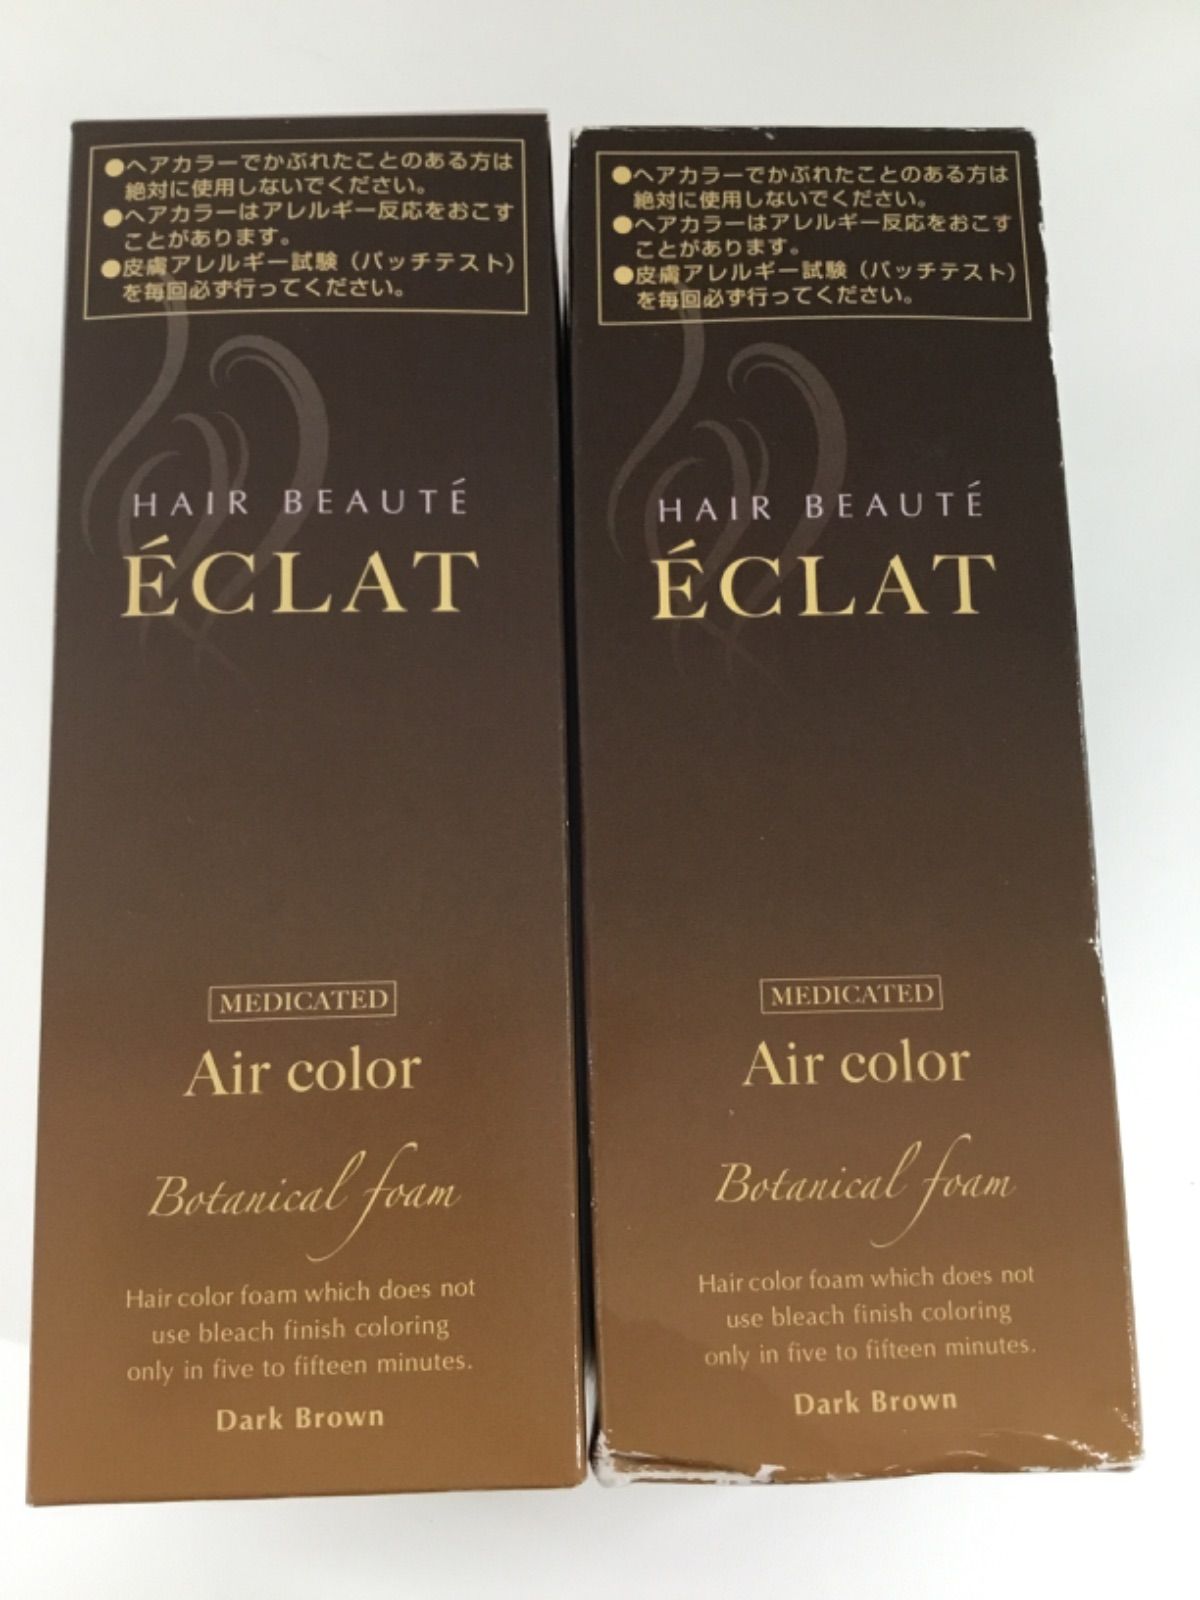 ●ヘアカラーでかぶれたことのある方は
絶対に使用しないでください。
●ヘアカラーはアレルギー反応をおこす
ことがあります。
●皮膚アレルギー試験（パッチテスト）
を毎回必ず行ってください。
HAIR BEAUTÉ
ÉCLAT
MEDICATED
Air color
Botanical foam
Hair color foam which does not
use bleach finish coloring
only in five to fifteen minutes.
Dark Brown
●ヘアカラーでかぶれたことのある方は
絶対に使用しないでください。
●ヘアカラーはアレルギー反応をおこす
ことがあります。
●皮膚アレルギー試験（パッチテスト）
を毎回必ず行ってください。
HAIR BEAUTÉ
ÉCLAT
MEDICATED
Air color
Botanical foam
Hair color foam which does not
use bleach finish coloring
only in five to fifteen minutes.
Dark Brown